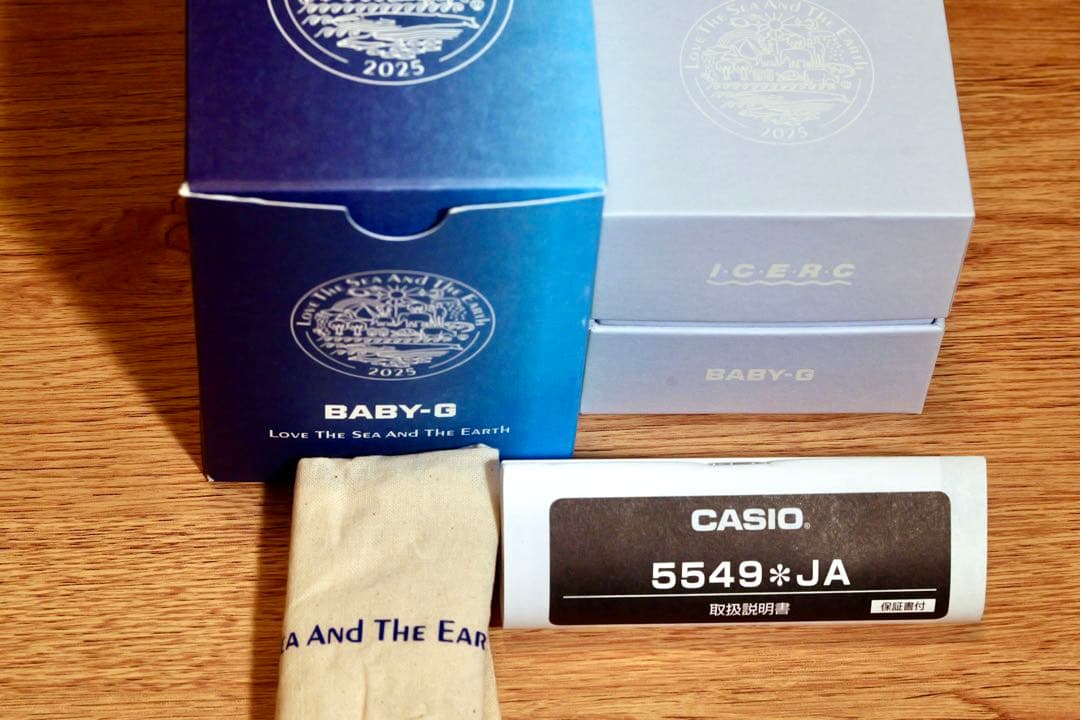 2025
LOVE THE SEA AND THE EARTH
2025
I·C·E·R·C
BABY-G
LOVE THE SEA AND THE EARTH
2025
BABY-G
LOVE THE SEA AND THE EARTH
EA AND THE EAR
CASIO®
5549*JA
取扱説明書
保証書付